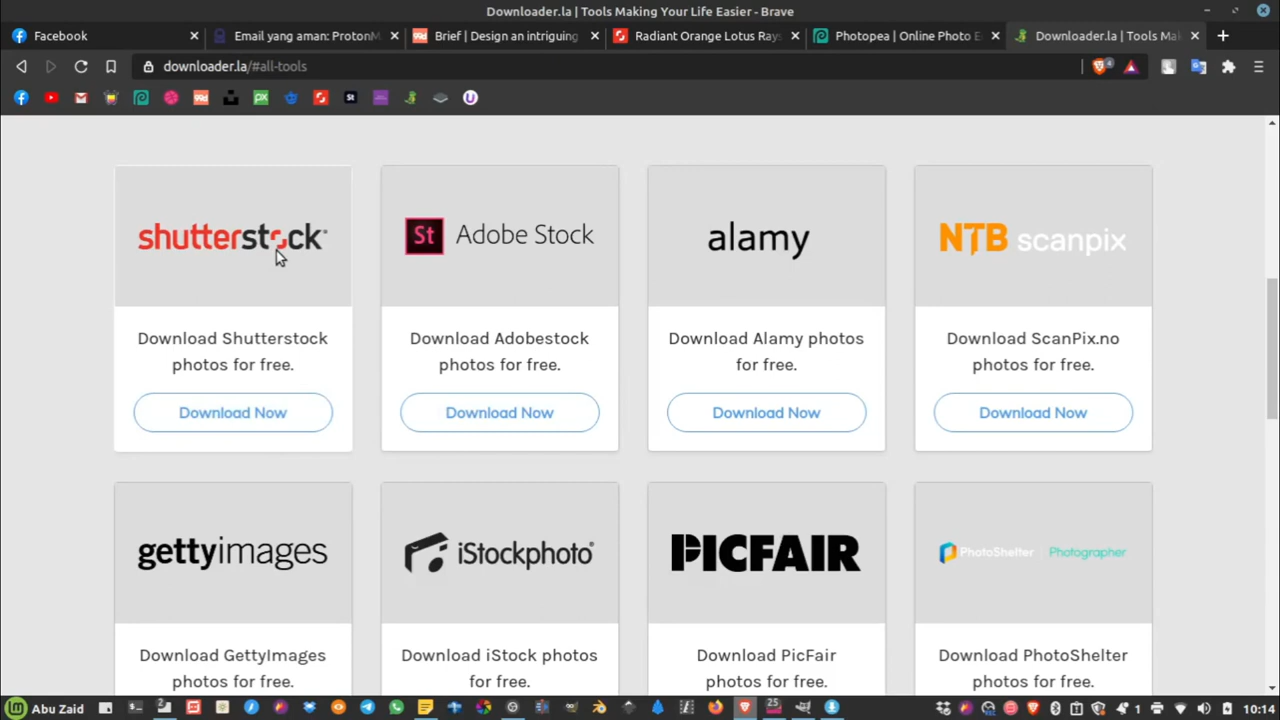 Downloader.la | Tools Making Your Life Easier - Brave
Facebook
Email yang aman: ProtonM
Brief | Design an intriguing
Radiant Orange Lotus Rays
Photopea | Online Photo E
Downloader.la | Tools Mak
downloader.la/#all-tools
4
shutterstock
St Adobe Stock
alamy
NTB scanpix
Download Shutterstock
photos for free.
Download Adobestock
photos for free.
Download Alamy photos
for free.
Download ScanPix.no
photos for free.
Download Now
Download Now
Download Now
Download Now
gettyimages
iStockphoto
PICFAIR
PhotoShelter | Photographer
Download GettyImages
photos for free.
Download iStock photos
for free.
Download PicFair
photos for free.
Download PhotoShelter
photos for free.
Abu Zaid
2
25
1
10:14